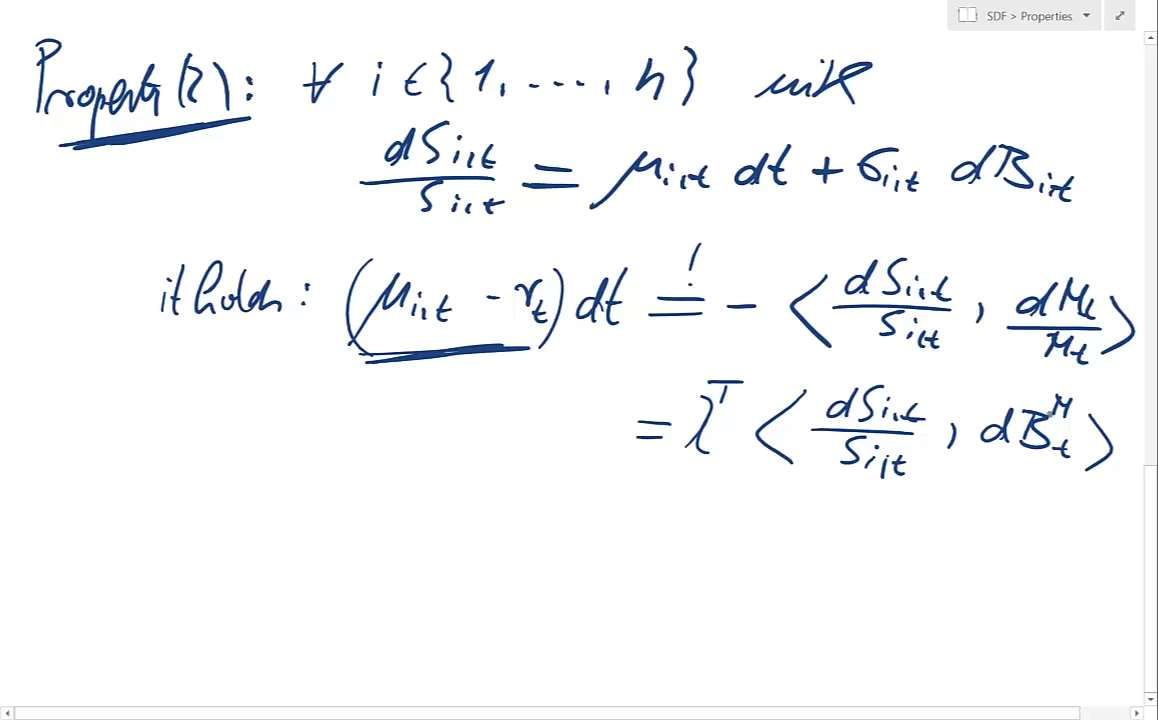 SDF > Properties
Property (2): ∀ i ∈ {1, ..., n} with
dS_{i,t} / S_{i,t} = μ_{i,t} dt + σ_{i,t} dB_{i,t}
it holds: (μ_{i,t} - r_t) dt =! - ⟨ dS_{i,t} / S_{i,t} , dM_t / M_t ⟩
= λ^T ⟨ dS_{i,t} / S_{i,t} , dB_t^M ⟩